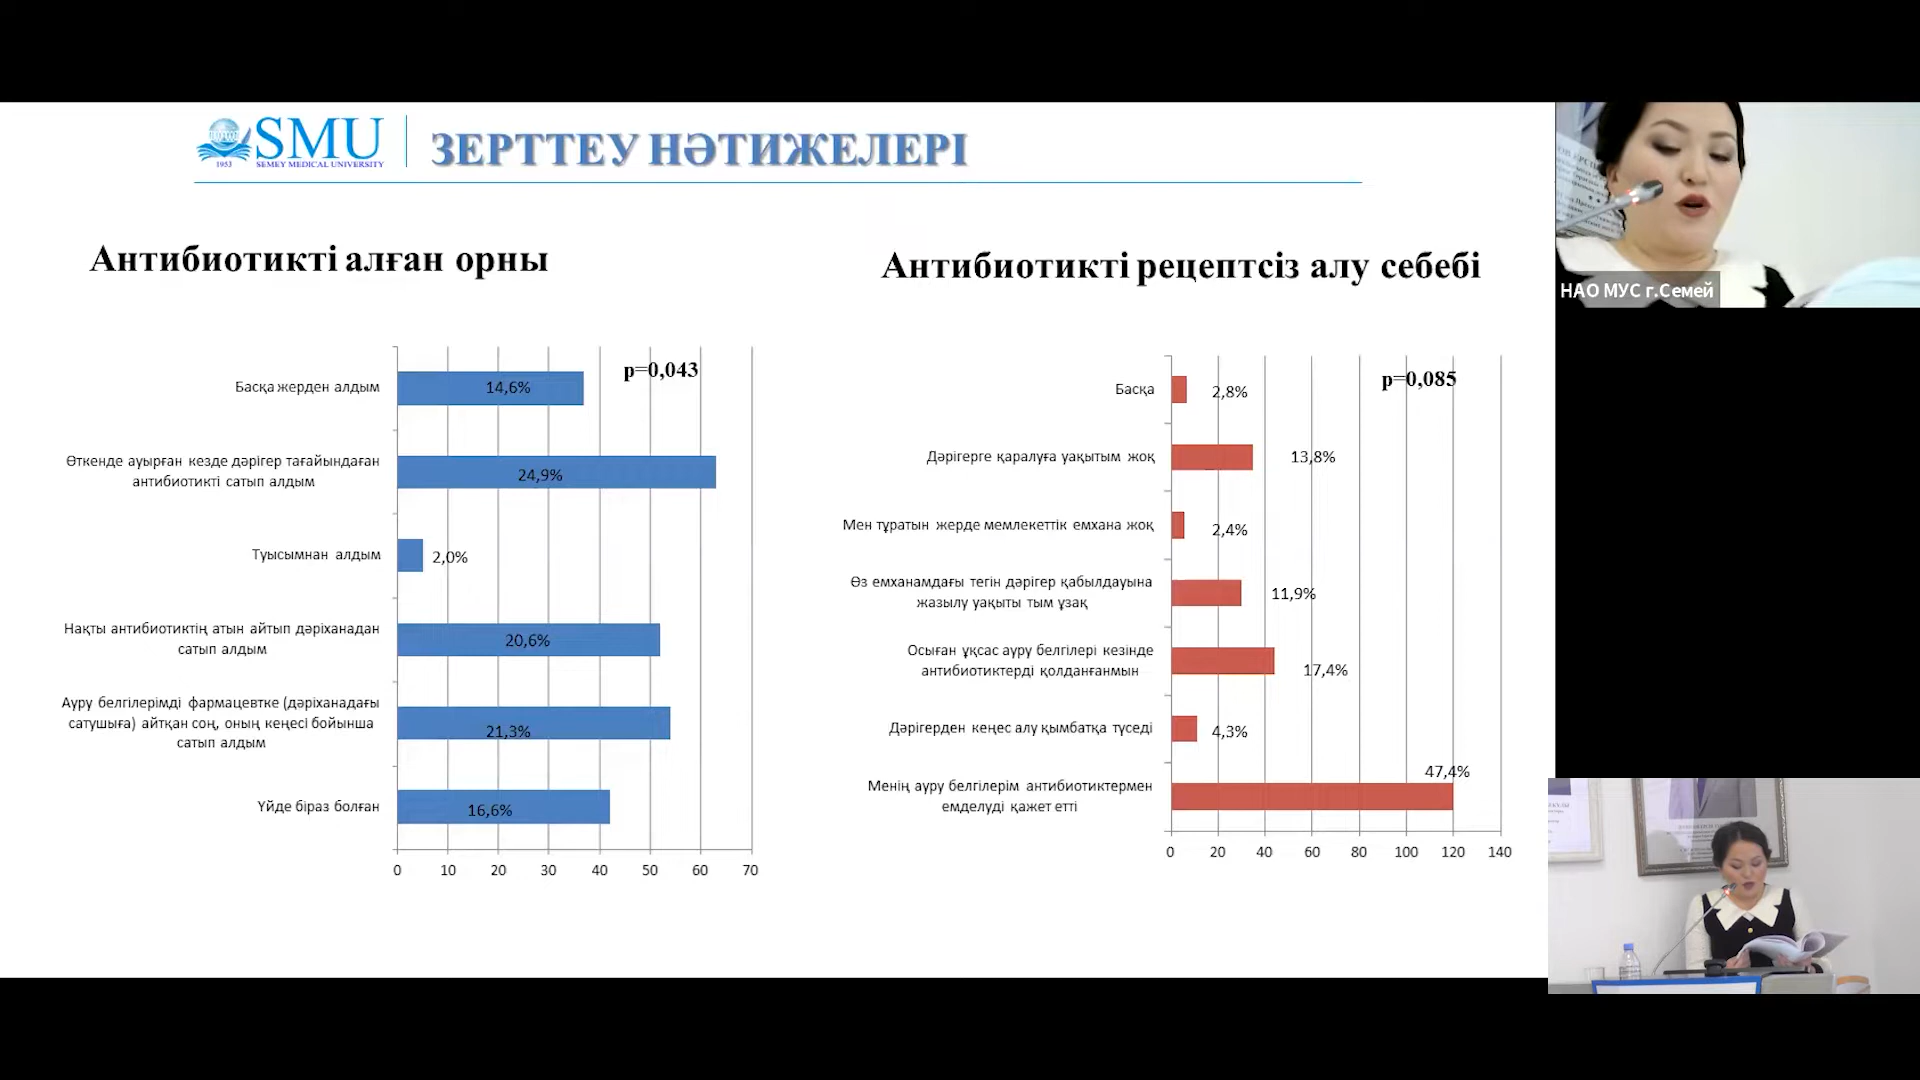 SMU
1953
SEMEY MEDICAL UNIVERSITY
ЗЕРТТЕУ НӘТИЖЕЛЕРІ
Антибиотикті алған орны
p=0,043
Басқа жерден алдым
14,6%
Өткенде ауырған кезде дәрігер тағайындаған
антибиотикті сатып алдым
24,9%
Туысымнан алдым
2,0%
Нақты антибиотиктің атын айтып дәріханадан
сатып алдым
20,6%
Ауру белгілерімді фармацевтке (дәріханадағы
сатушыға) айтқан соң, оның кеңесі бойынша
сатып алдым
21,3%
Үйде біраз болған
16,6%
0 10 20 30 40 50 60 70
Антибиотикті рецептсіз алу себебі
p=0,085
Басқа
2,8%
Дәрігерге қаралуға уақытым жоқ
13,8%
Мен тұратын жерде мемлекеттік емхана жоқ
2,4%
Өз емханамдағы тегін дәрігер қабылдауына
жазылу уақыты тым ұзақ
11,9%
Осыған ұқсас ауру белгілері кезінде
антибиотиктерді қолданғанмын
17,4%
Дәрігерден кеңес алу қымбатқа түседі
4,3%
Менің ауру белгілерім антибиотиктермен
емделуді қажет етті
47,4%
0 20 40 60 80 100 120 140
НАО МУС г.Семей